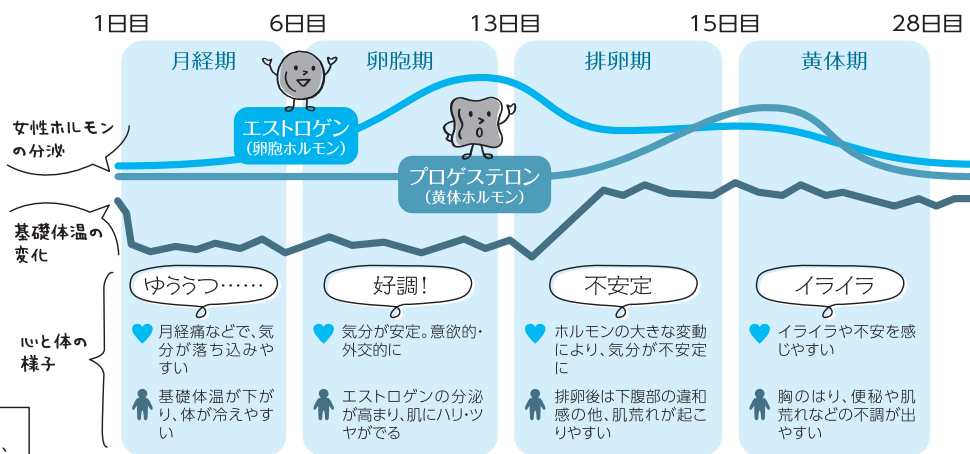 1日目
6日目
13日目
15日目
28日目
月経期
卵胞期
排卵期
黄体期
女性ホルモン
の分泌
エストロゲン
(卵胞ホルモン)
プロゲステロン
(黄体ホルモン)
基礎体温の
変化
心と体の
様子
ゆううつ……
月経痛などで、気
分が落ち込みや
すい
基礎体温が下が
り、体が冷えやす
い
好調!
気分が安定。意欲的・
外交的に
エストロゲンの分泌
が高まり、肌にハリ・ツ
ヤがでる
不安定
ホルモンの大きな変動
により、気分が不安定
に
排卵後は下腹部の違和
感の他、肌荒れが起こ
りやすい
イライラ
イライラや不安を感
じやすい
胸のはり、便秘や肌
荒れなどの不調が出
やすい
、